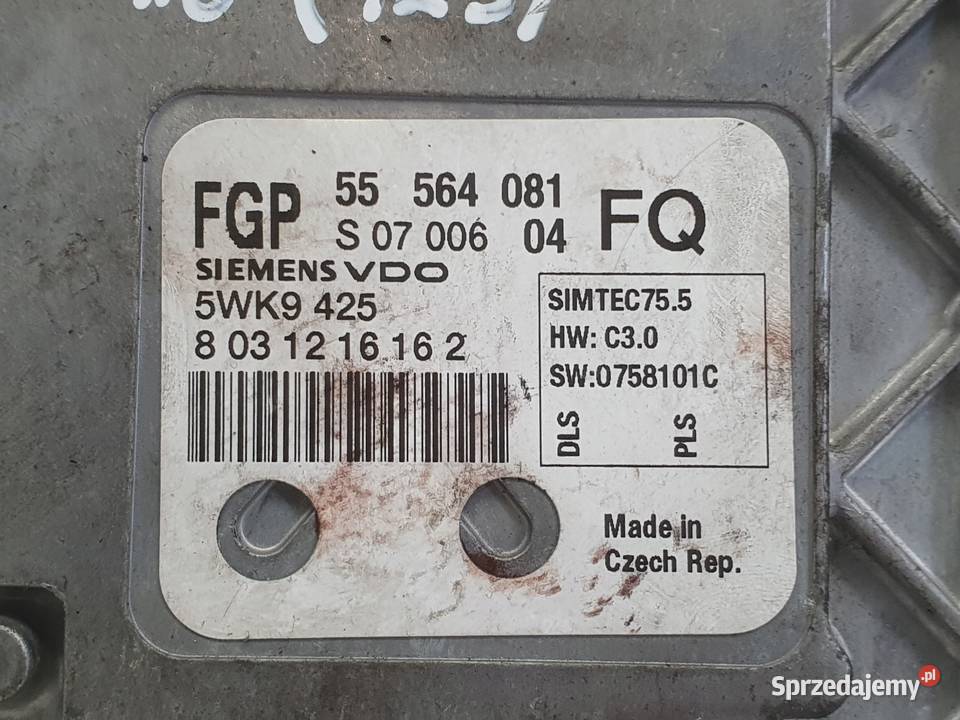 FGP 55 564 081 FQ
S 07 006 04
SIEMENS VDO
5WK9 425
8 03 12 16 16 2
SIMTEC75.5
HW: C3.0
SW:0758101C
DLS PLS
Made in
Czech Rep.
Sprzedajemy.pl